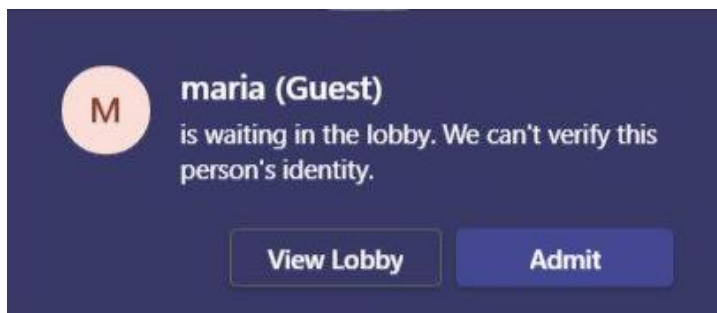 M
maria (Guest)
is waiting in the lobby. We can't verify this
person's identity.
View Lobby
Admit